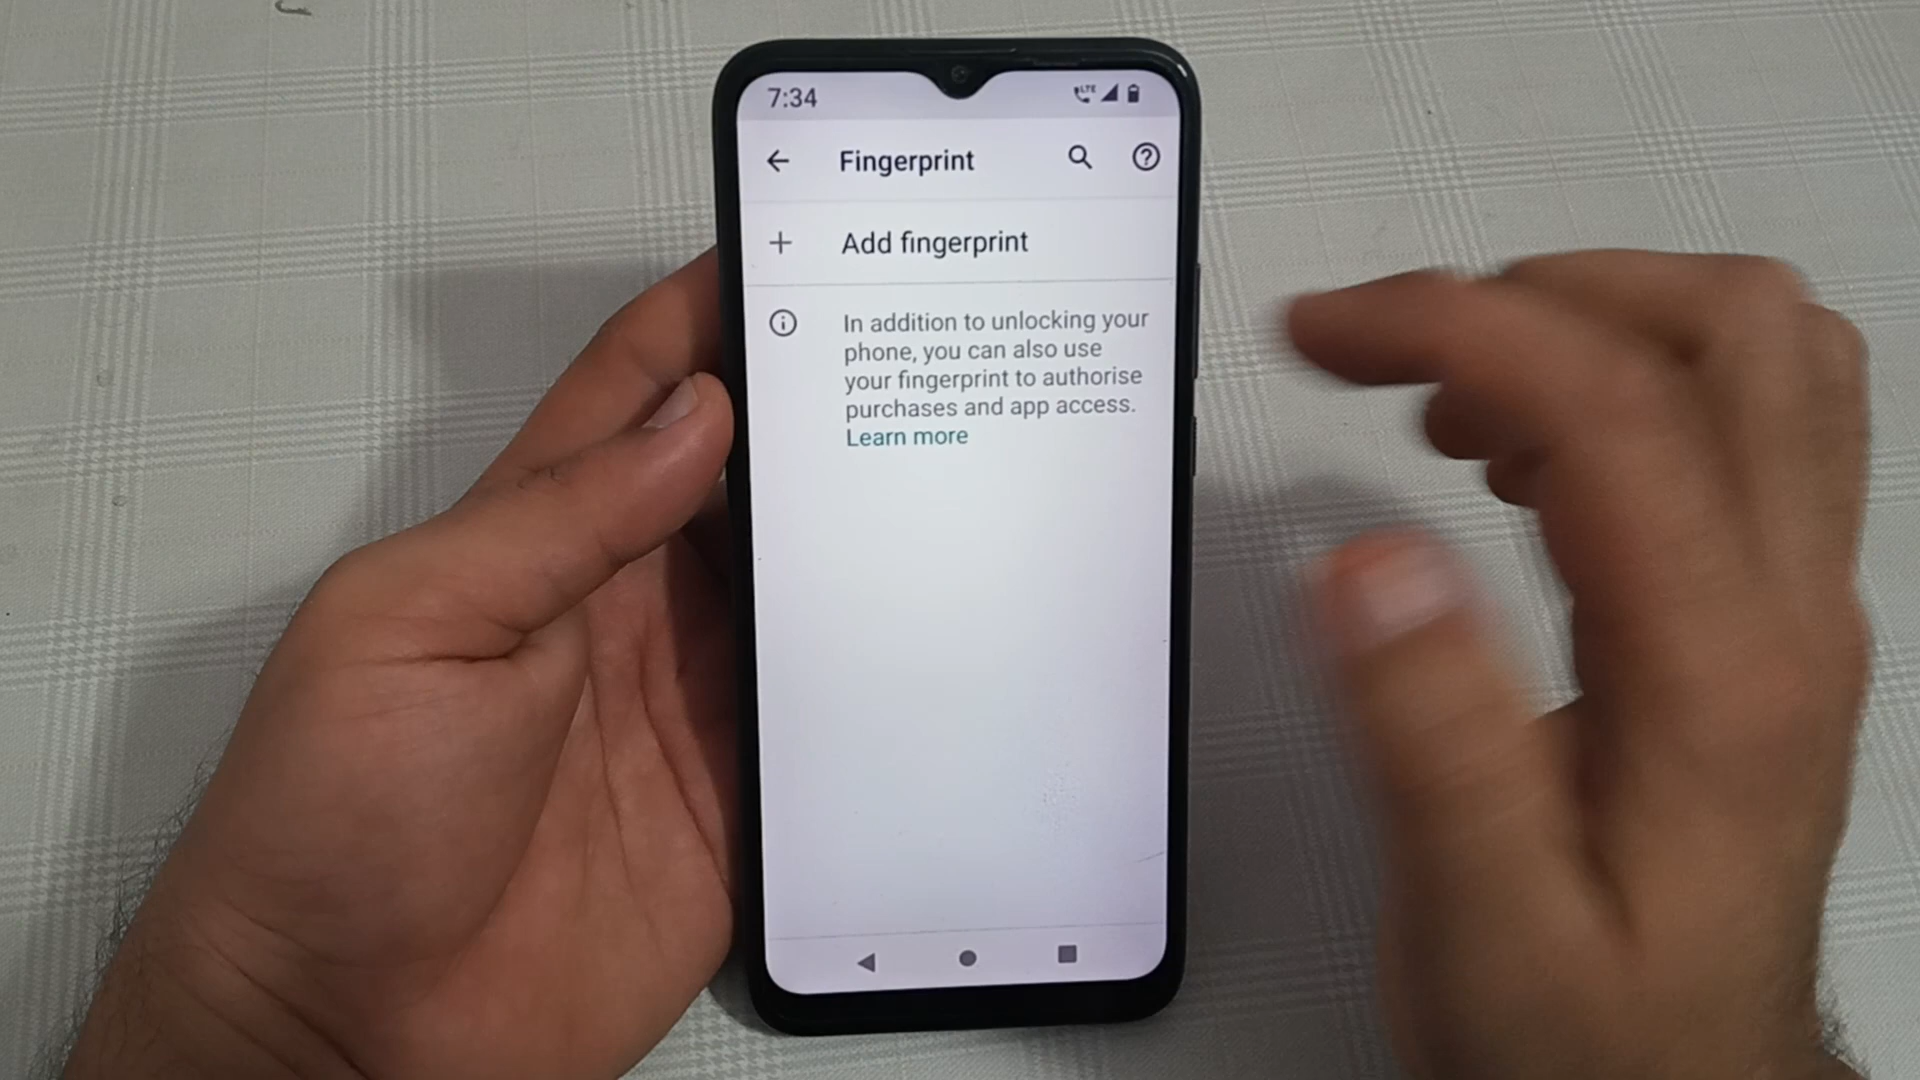 7:34
LTE
Fingerprint
Add fingerprint
In addition to unlocking your
phone, you can also use
your fingerprint to authorise
purchases and app access.
Learn more